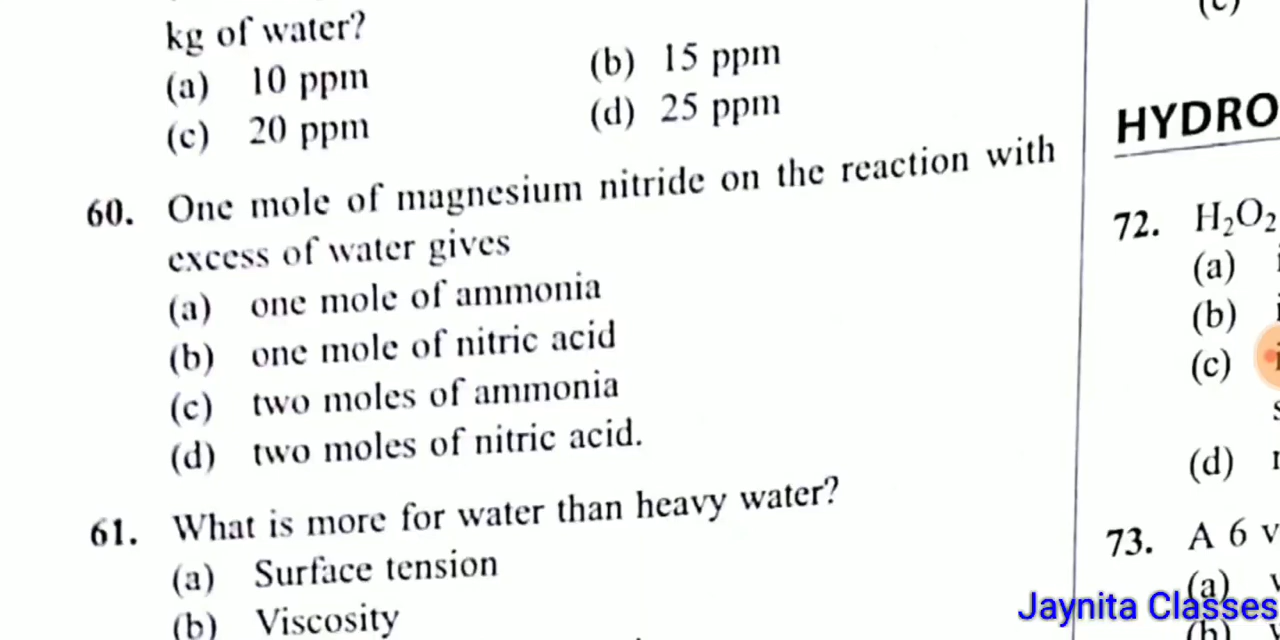 kg of water?
(a) 10 ppm (b) 15 ppm
(c) 20 ppm (d) 25 ppm
60. One mole of magnesium nitride on the reaction with
excess of water gives
(a) one mole of ammonia
(b) one mole of nitric acid
(c) two moles of ammonia
(d) two moles of nitric acid.
61. What is more for water than heavy water?
(a) Surface tension
(b) Viscosity
HYDRO
72. H₂O₂
(a)
(b)
(c)
(d)
73. A 6 v
(a)
(b)
Jaynita Classes